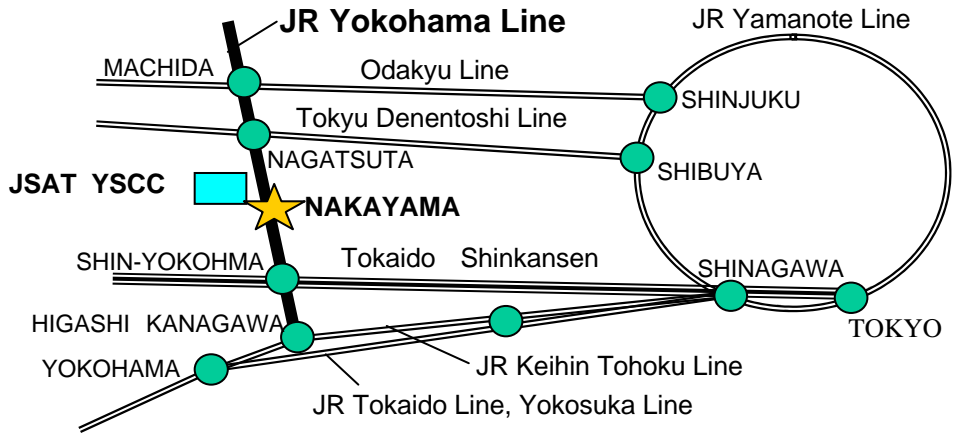 JR Yokohama Line
JR Yamanote Line
MACHIDA
Odakyu Line
SHINJUKU
Tokyu Denentoshi Line
NAGATSUTA
SHIBUYA
JSAT YSCC
NAKAYAMA
SHIN-YOKOHMA
Tokaido Shinkansen
SHINAGAWA
HIGASHI KANAGAWA
TOKYO
YOKOHAMA
JR Keihin Tohoku Line
JR Tokaido Line, Yokosuka Line